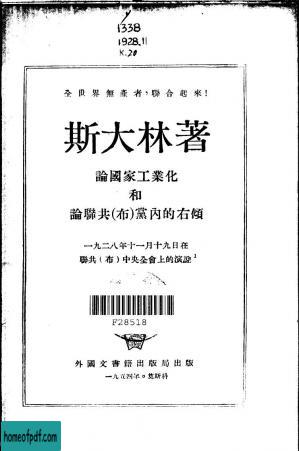 1338
1928.11
K.20
全世界無產者,聯合起來!
斯大林著
論國家工業化
和
論聯共(布)黨內的右傾
一九二八年十一月十九日在
聯共(布)中央全會上的演說
F28518
外國文書籍出版局出版
一九五四年。莫斯科
homeofpdf.com